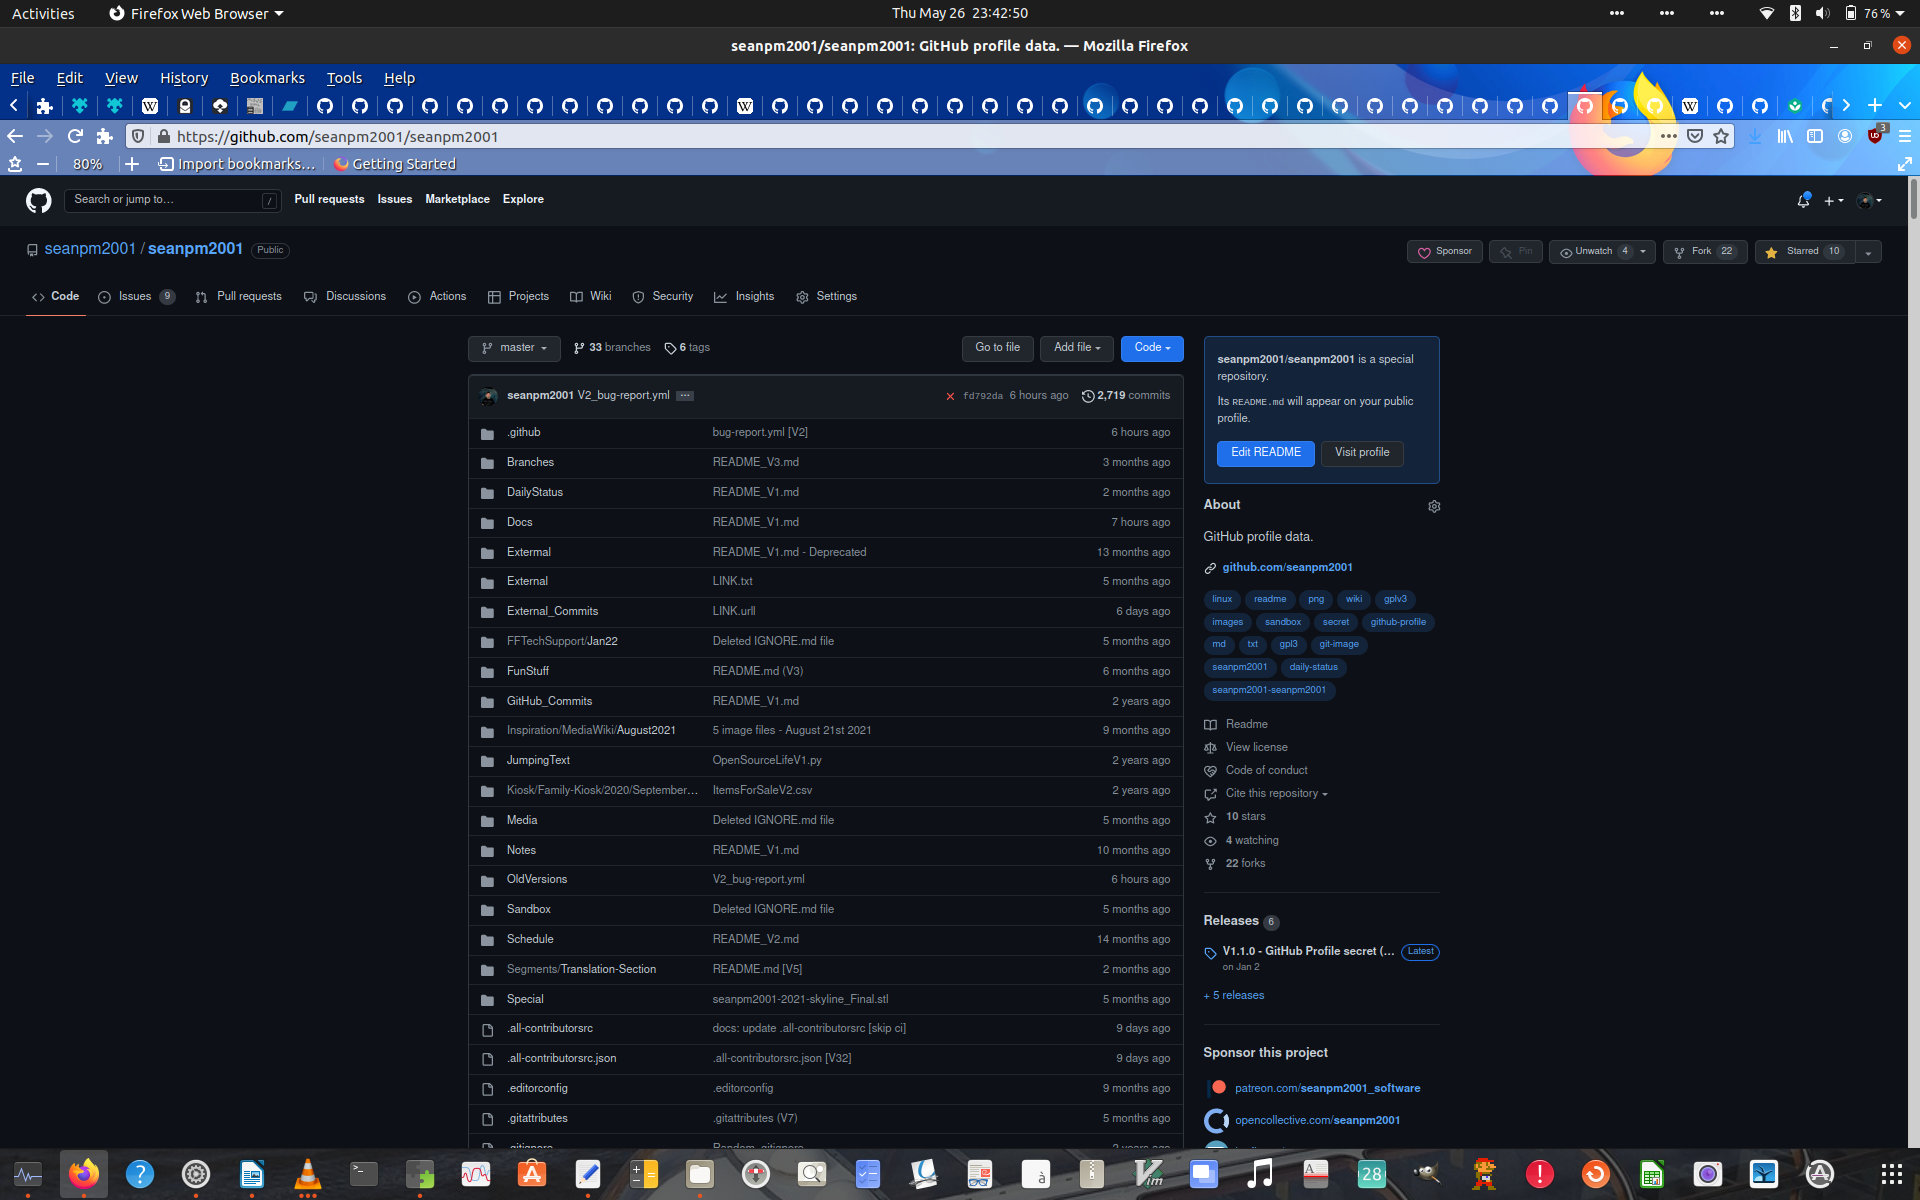 Activities Firefox Web Browser Thu May 26 23:42:50 76 %
seanpm2001/seanpm2001: GitHub profile data. — Mozilla Firefox
File Edit View History Bookmarks Tools Help
https://github.com/seanpm2001/seanpm2001 3
80% Import bookmarks... Getting Started
Search or jump to... / Pull requests Issues Marketplace Explore
seanpm2001 / seanpm2001 Public Sponsor Pin Unwatch 4 Fork 22 Starred 10
Code Issues 9 Pull requests Discussions Actions Projects Wiki Security Insights Settings
master 33 branches 6 tags Go to file Add file Code
seanpm2001 V2_bug-report.yml ... fd792da 6 hours ago 2,719 commits
.github bug-report.yml [V2] 6 hours ago
Branches README_V3.md 3 months ago
DailyStatus README_V1.md 2 months ago
Docs README_V1.md 7 hours ago
Extermal README_V1.md - Deprecated 13 months ago
External LINK.txt 5 months ago
External_Commits LINK.urll 6 days ago
FFTechSupport/Jan22 Deleted IGNORE.md file 5 months ago
FunStuff README.md (V3) 6 months ago
GitHub_Commits README_V1.md 2 years ago
Inspiration/MediaWiki/August2021 5 image files - August 21st 2021 9 months ago
JumpingText OpenSourceLifeV1.py 2 years ago
Kiosk/Family-Kiosk/2020/September... ItemsForSaleV2.csv 2 years ago
Media Deleted IGNORE.md file 5 months ago
Notes README_V1.md 10 months ago
OldVersions V2_bug-report.yml 6 hours ago
Sandbox Deleted IGNORE.md file 5 months ago
Schedule README_V2.md 14 months ago
Segments/Translation-Section README.md [V5] 2 months ago
Special seanpm2001-2021-skyline_Final.stl 5 months ago
.all-contributorsrc docs: update .all-contributorsrc [skip ci] 9 days ago
.all-contributorsrc.json .all-contributorsrc.json [V32] 9 days ago
.editorconfig .editorconfig 9 months ago
.gitattributes .gitattributes (V7) 5 months ago
.gitignore Random .gitignore 2 years ago
seanpm2001/seanpm2001 is a special
repository.
Its README.md will appear on your public
profile.
Edit README Visit profile
About
GitHub profile data.
github.com/seanpm2001
linux readme png wiki gplv3
images sandbox secret github-profile
md txt gpl3 git-image
seanpm2001 daily-status
seanpm2001-seanpm2001
Readme
View license
Code of conduct
Cite this repository
10 stars
4 watching
22 forks
Releases 6
V1.1.0 - GitHub Profile secret (... Latest
on Jan 2
+ 5 releases
Sponsor this project
patreon.com/seanpm2001_software
opencollective.com/seanpm2001
28